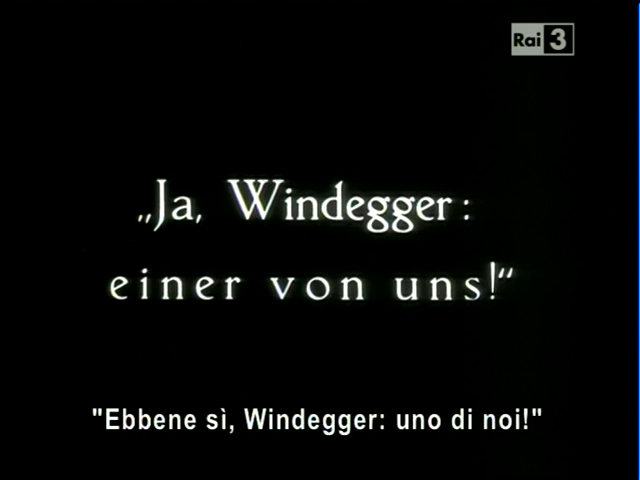 Rai 3
„Ja, Windegger:
einer von uns!“
"Ebbene sì, Windegger: uno di noi!"